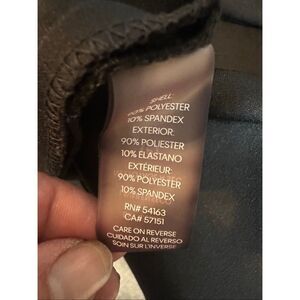 SHELL:
90% POLYESTER
10% SPANDEX
EXTERIOR:
90% POLIESTER
10% ELASTANO
EXTÉRIEUR:
90% POLYESTER
10% SPANDEX
RN# 54163
CA# 57151
CARE ON REVERSE
CUIDADO AL REVERSO
SOIN SUR L'INVERSE